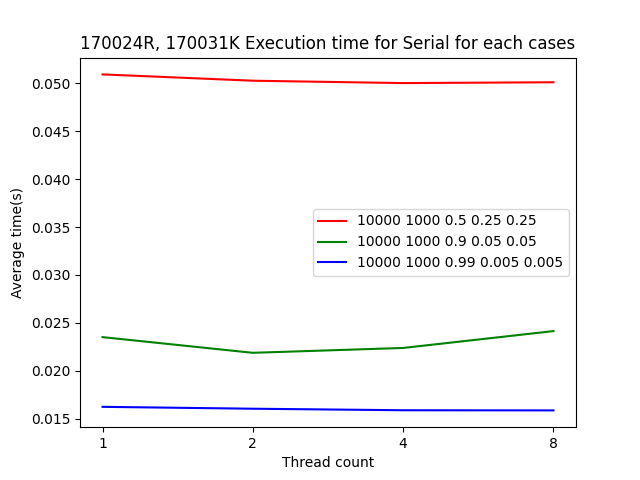 170024R, 170031K Execution time for Serial for each cases
0.050
0.045
0.040
0.035
0.030
0.025
0.020
0.015
Average time(s)
10000 1000 0.5 0.25 0.25
10000 1000 0.9 0.05 0.05
10000 1000 0.99 0.005 0.005
1 2 4 8
Thread count